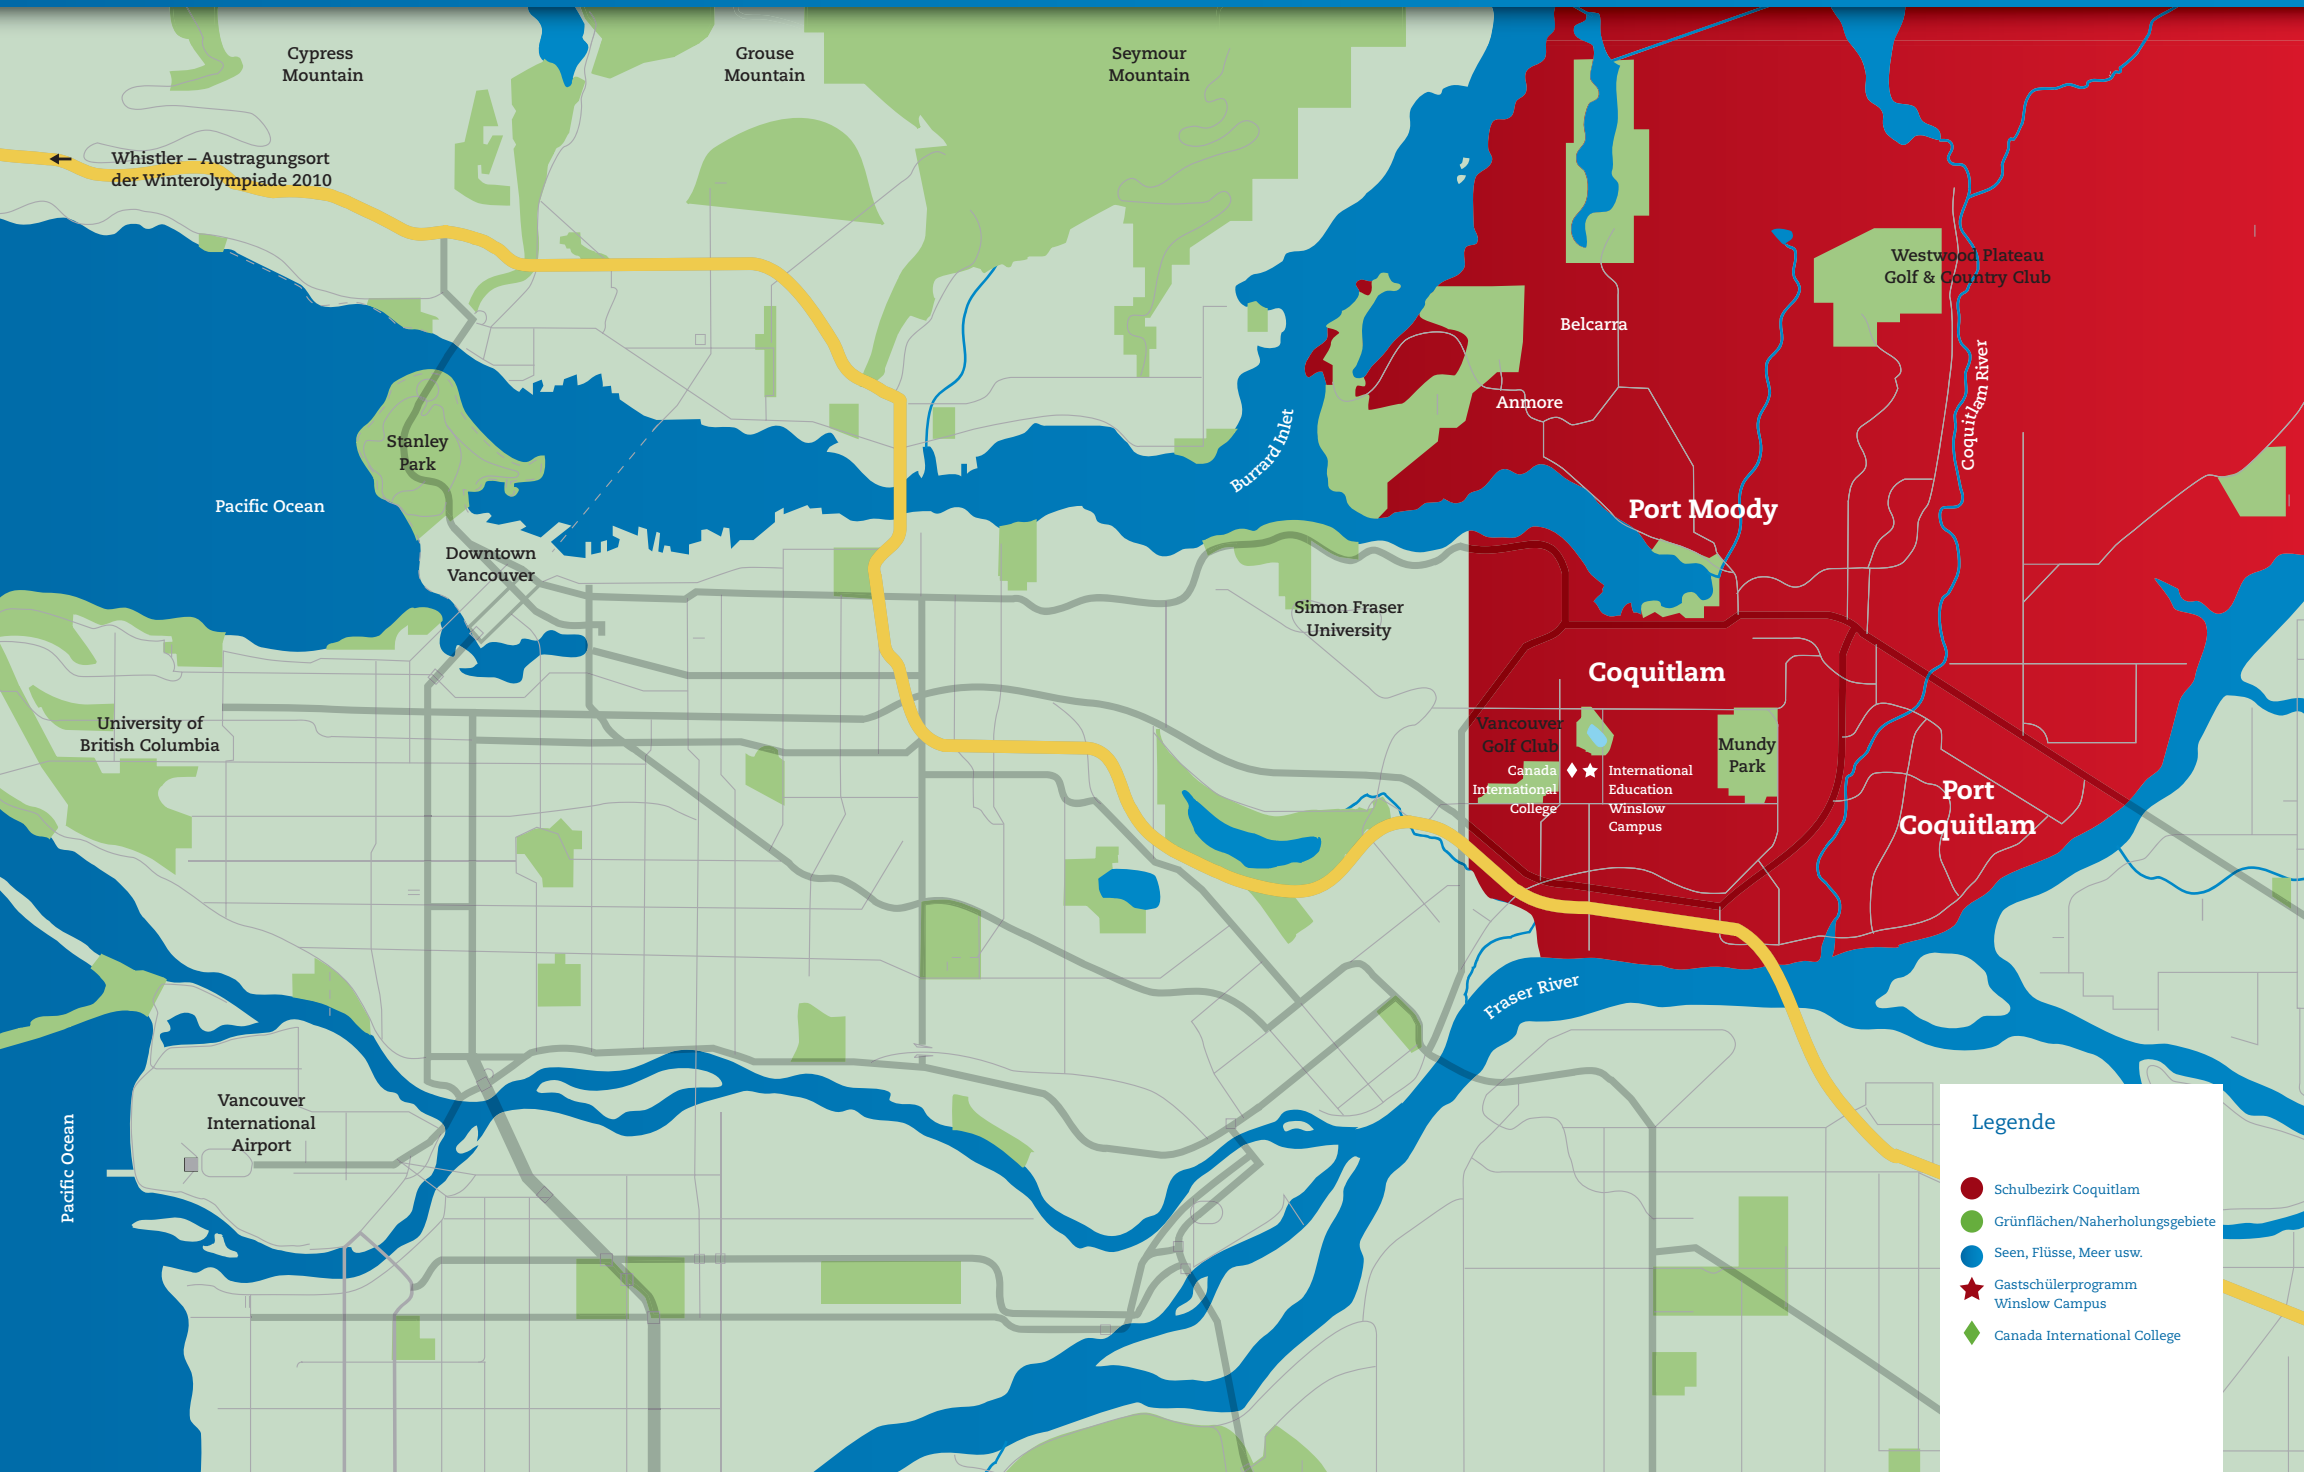 Cypress
Mountain
Grouse
Mountain
Seymour
Mountain
Whistler – Austragungsort
der Winterolympiade 2010
Westwood Plateau
Golf & Country Club
Belcarra
Coquitlam River
Anmore
Burrard Inlet
Stanley
Park
Pacific Ocean
Port Moody
Downtown
Vancouver
Simon Fraser
University
Coquitlam
University of
British Columbia
Vancouver
Golf Club
Mundy
Park
Canada
International
College
International
Education
Winslow
Campus
Port
Coquitlam
Fraser River
Vancouver
International
Airport
Pacific Ocean
Legende
Schulbezirk Coquitlam
Grünflächen/Naherholungsgebiete
Seen, Flüsse, Meer usw.
Gastschülerprogramm
Winslow Campus
Canada International College